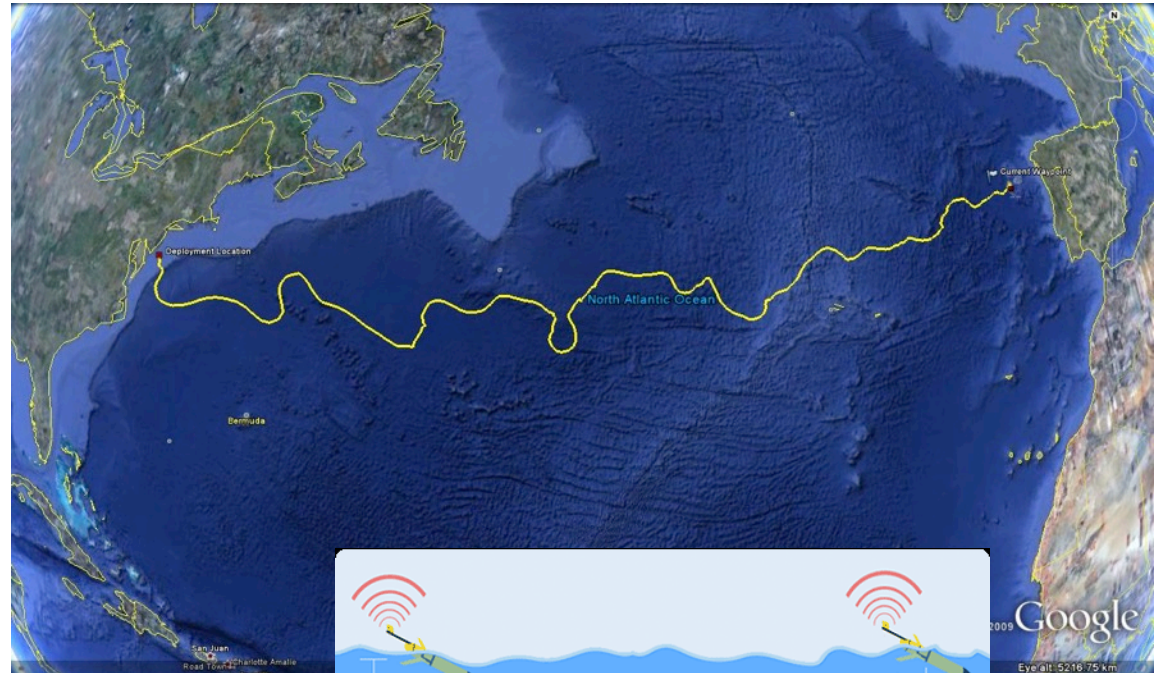 N
Current Waypoint
Deployment Location
North Atlantic Ocean
Bermuda
2009 Google
San Juan
Road Town
Charlotte Amalie
Eye alt: 5216.75 km